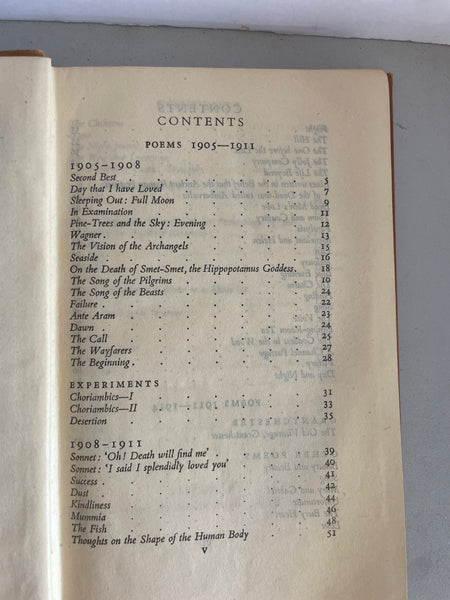 CONTENTS
POEMS 1905—1911
1905—1908
Second Best . . . . . . 5
Day that I have Loved . . . . . 7
Sleeping Out: Full Moon . . . . . 9
In Examination . . . . . 11
Pine-Trees and the Sky: Evening . . . . 12
Wagner . . . . . . 13
The Vision of the Archangels . . . . 15
Seaside . . . . . . 16
On the Death of Smet-Smet, the Hippopotamus Goddess . 18
The Song of the Pilgrims . . . .
The Song of the Beasts . . . .
Failure . . . . . . 22
Ante Aram . . . . . 23
Dawn . . . . . . 24
The Call . . . . . . 25
The Wayfarers . . . . . 27
The Beginning . . . . . 28
EXPERIMENTS
Choriambics—I . . . . . 31
Choriambics—II . . . . . 33
Desertion . . . . . 35
1908—1911
Sonnet: 'Oh! Death will find me' . . . 39
Sonnet: 'I said I splendidly loved you' . . . 40
Success . . . . . . 41
Dust . . . . . . 42
Kindliness . . . . . 44
Mummia . . . . . . 46
The Fish . . . . . . 48
Thoughts on the Shape of the Human Body . . 51
v